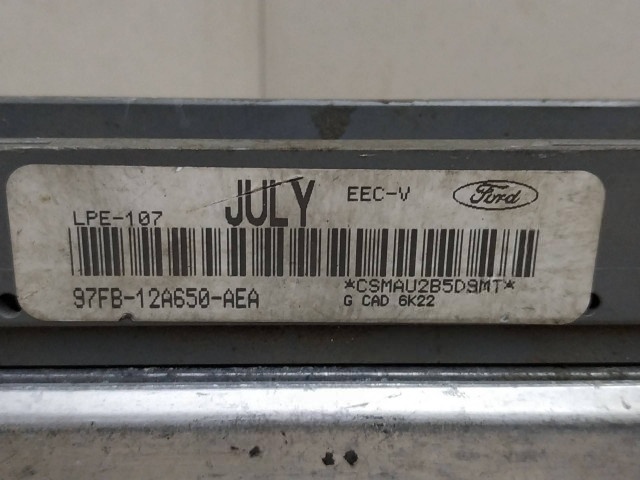 LPE-107 JULY EEC-V Ford
97FB-12A650-AEA *CSMAU2B5D9MT*
G CAD 6K22